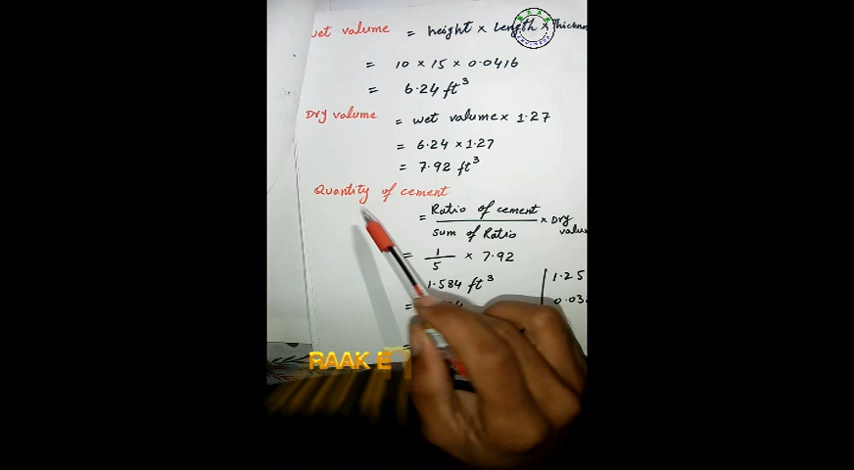 wet volume = height x Length x Thickness
= 10 x 15 x 0.0416
= 6.24 ft³
Dry volume = wet volume x 1.27
= 6.24 x 1.27
= 7.92 ft³
Quantity of cement
= Ratio of cement / sum of Ratio x Dry
= 1/5 x 7.92
1.584 ft³
1.25
=
RAAK E